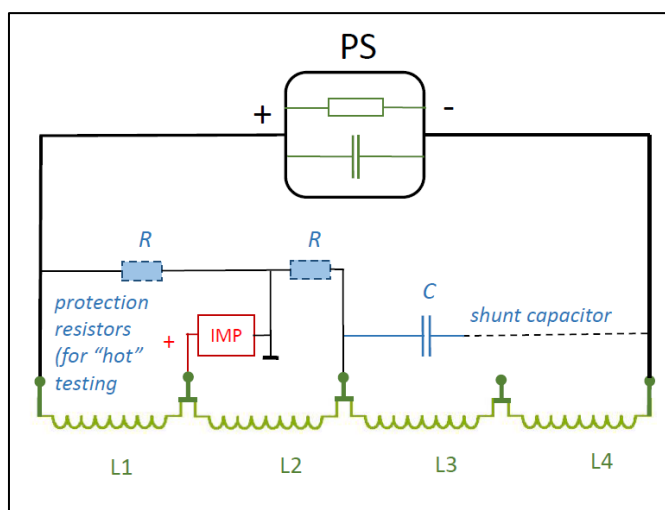 PS
+ -
R R
C
protection
resistors
(for “hot”
testing
shunt capacitor
+ IMP
L1 L2 L3 L4